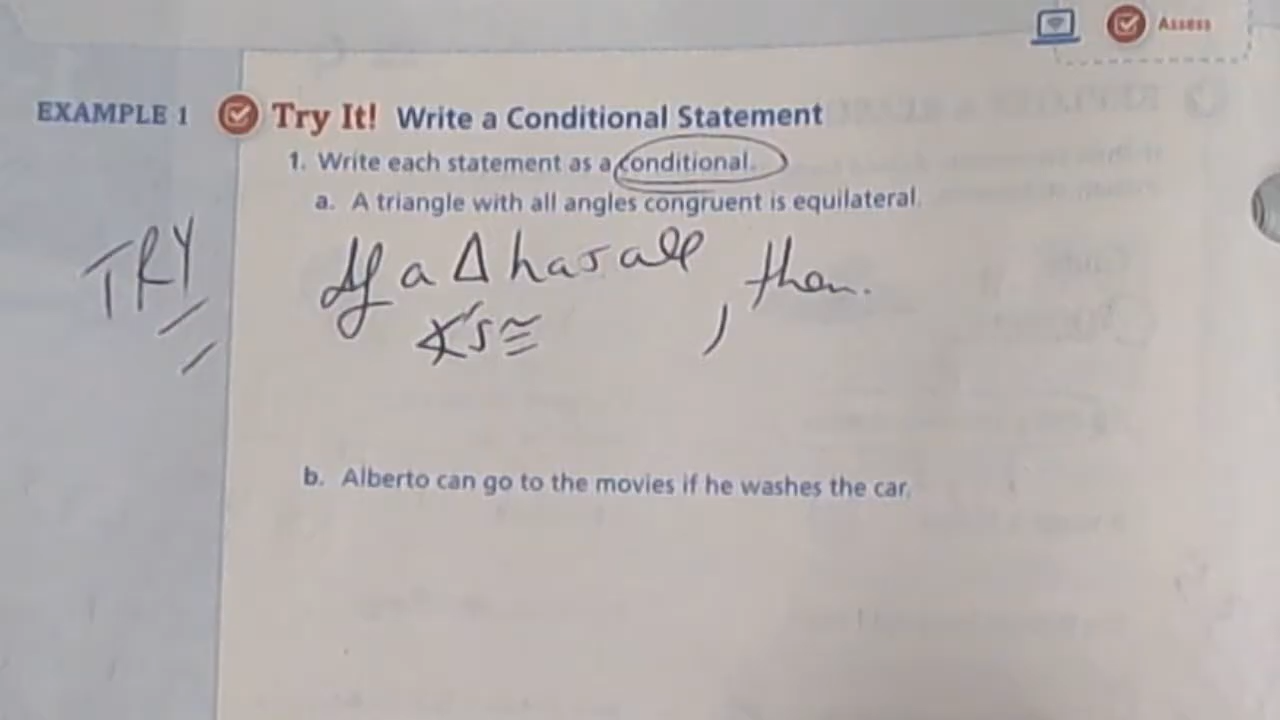 Assess
EXAMPLE 1 Try It! Write a Conditional Statement
1. Write each statement as a conditional.
a. A triangle with all angles congruent is equilateral.
TRY
If a Δ has all
∡'s ≅ , then.
b. Alberto can go to the movies if he washes the car.